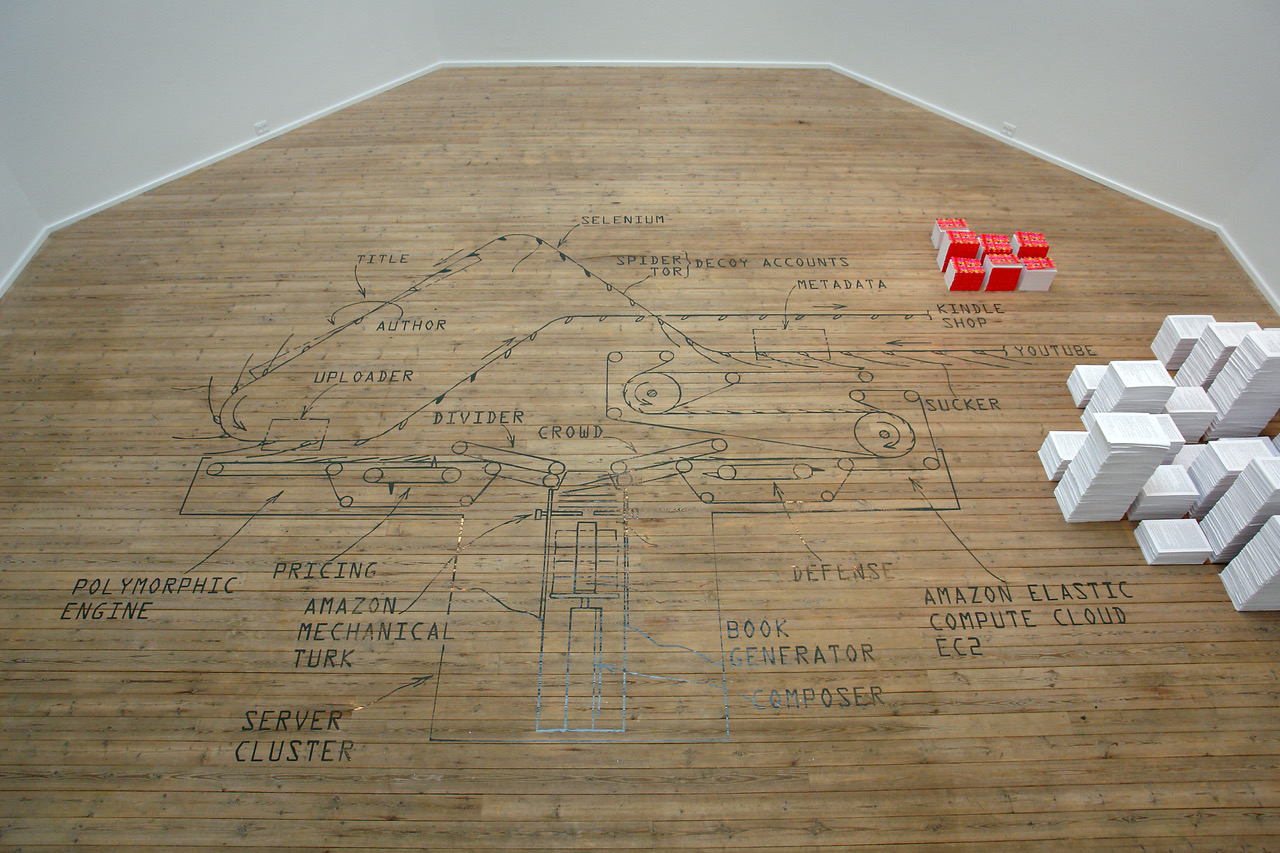 SELENIUM
TITLE
SPIDER
TOR
DECOY ACCOUNTS
METADATA
AUTHOR
KINDLE
SHOP
YOUTUBE
UPLOADER
SUCKER
DIVIDER
CROWD
POLYMORPHIC
ENGINE
PRICING
DEFENSE
AMAZON
MECHANICAL
TURK
AMAZON ELASTIC
COMPUTE CLOUD
EC2
BOOK
GENERATOR
COMPOSER
SERVER
CLUSTER